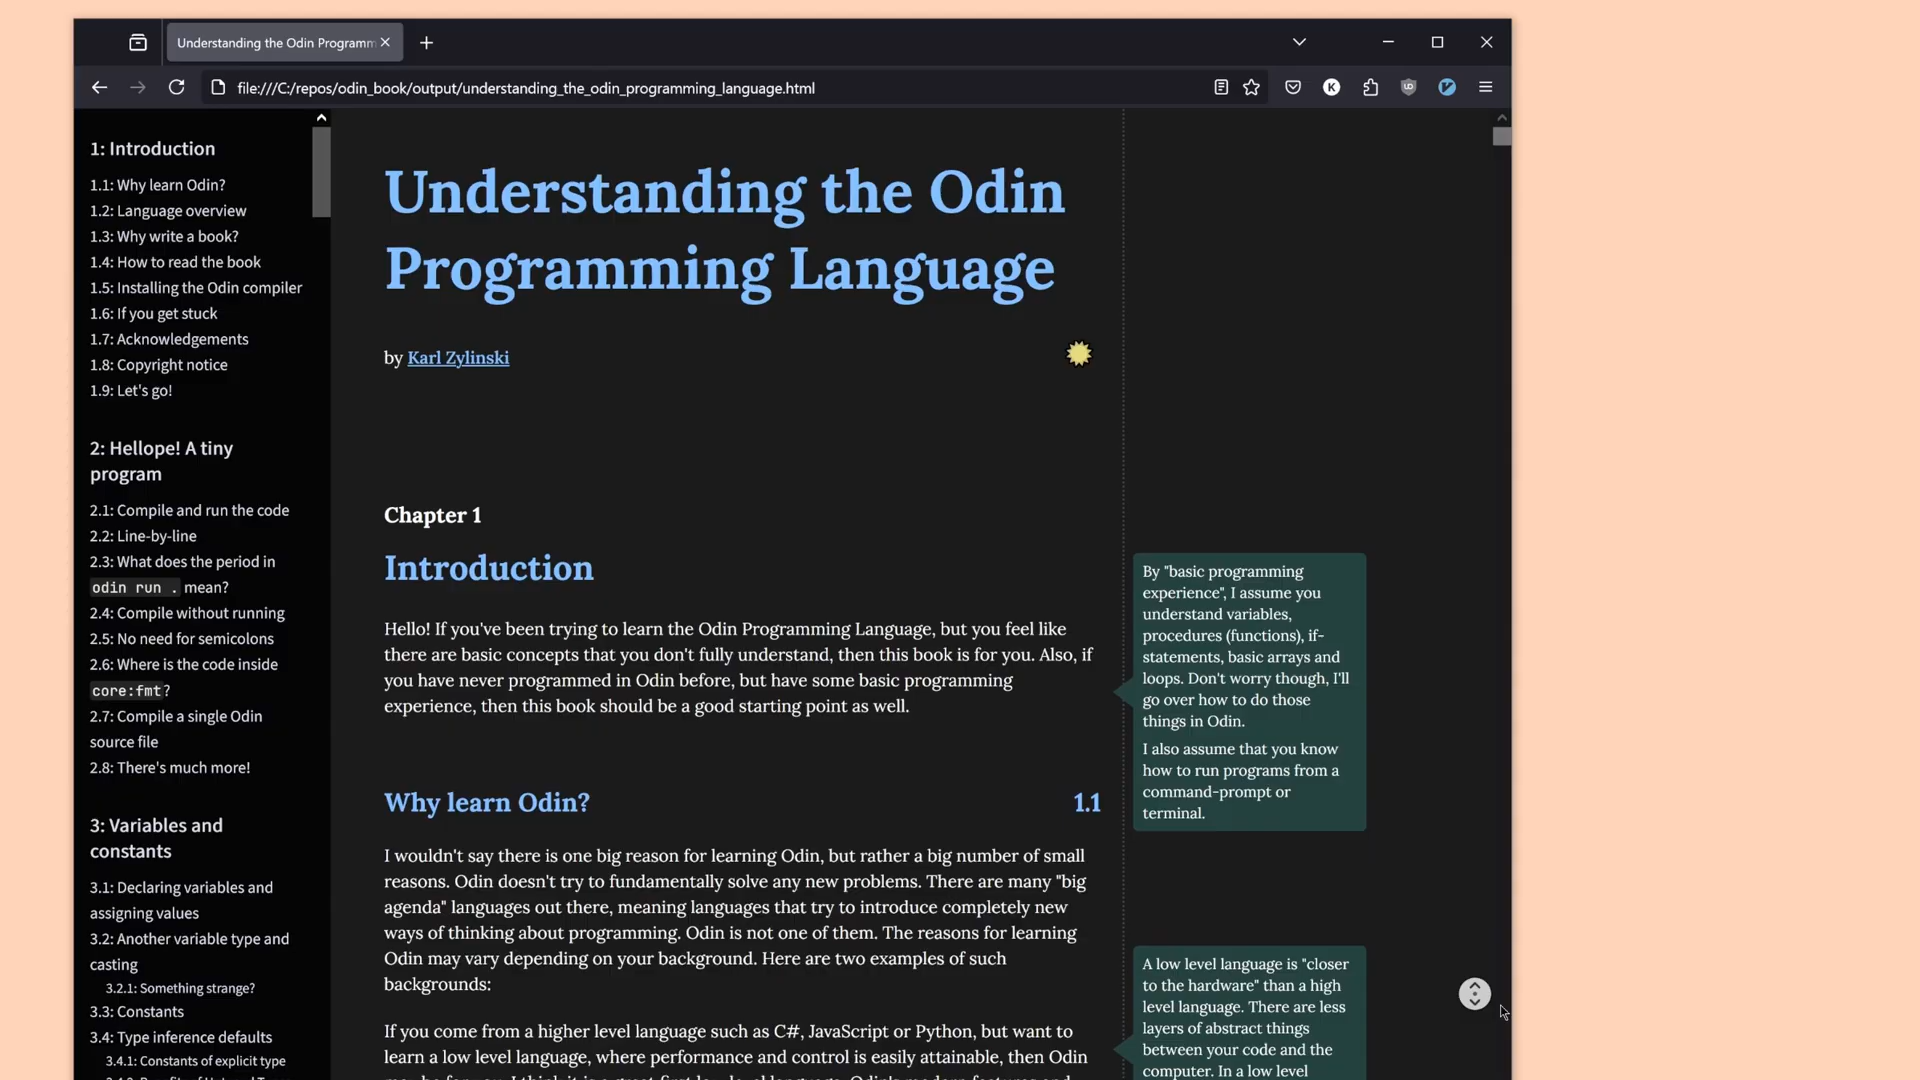 Understanding the Odin Programm
file:///C:/repos/odin_book/output/understanding_the_odin_programming_language.html
K
1: Introduction
1.1: Why learn Odin?
1.2: Language overview
1.3: Why write a book?
1.4: How to read the book
1.5: Installing the Odin compiler
1.6: If you get stuck
1.7: Acknowledgements
1.8: Copyright notice
1.9: Let's go!
2: Hellope! A tiny
program
2.1: Compile and run the code
2.2: Line-by-line
2.3: What does the period in
odin run . mean?
2.4: Compile without running
2.5: No need for semicolons
2.6: Where is the code inside
core:fmt?
2.7: Compile a single Odin
source file
2.8: There's much more!
3: Variables and
constants
3.1: Declaring variables and
assigning values
3.2: Another variable type and
casting
3.2.1: Something strange?
3.3: Constants
3.4: Type inference defaults
3.4.1: Constants of explicit type
Understanding the Odin
Programming Language
by Karl Zylinski
Chapter 1
Introduction
Hello! If you've been trying to learn the Odin Programming Language, but you feel like
there are basic concepts that you don't fully understand, then this book is for you. Also, if
you have never programmed in Odin before, but have some basic programming
experience, then this book should be a good starting point as well.
Why learn Odin? 1.1
I wouldn't say there is one big reason for learning Odin, but rather a big number of small
reasons. Odin doesn't try to fundamentally solve any new problems. There are many "big
agenda" languages out there, meaning languages that try to introduce completely new
ways of thinking about programming. Odin is not one of them. The reasons for learning
Odin may vary depending on your background. Here are two examples of such
backgrounds:
If you come from a higher level language such as C#, JavaScript or Python, but want to
learn a low level language, where performance and control is easily attainable, then Odin
By "basic programming
experience", I assume you
understand variables,
procedures (functions), if-
statements, basic arrays and
loops. Don't worry though, I'll
go over how to do those
things in Odin.
I also assume that you know
how to run programs from a
command-prompt or
terminal.
A low level language is "closer
to the hardware" than a high
level language. There are less
layers of abstract things
between your code and the
computer. In a low level